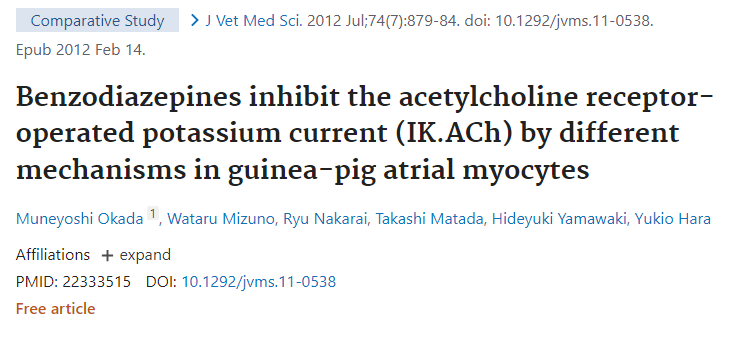 Comparative Study > J Vet Med Sci. 2012 Jul;74(7):879-84. doi: 10.1292/jvms.11-0538.
Epub 2012 Feb 14.
Benzodiazepines inhibit the acetylcholine receptor-
operated potassium current (IK.ACh) by different
mechanisms in guinea-pig atrial myocytes
Muneyoshi Okada 1, Wataru Mizuno, Ryu Nakarai, Takashi Matada, Hideyuki Yamawaki, Yukio Hara
Affiliations + expand
PMID: 22333515 DOI: 10.1292/jvms.11-0538
Free article